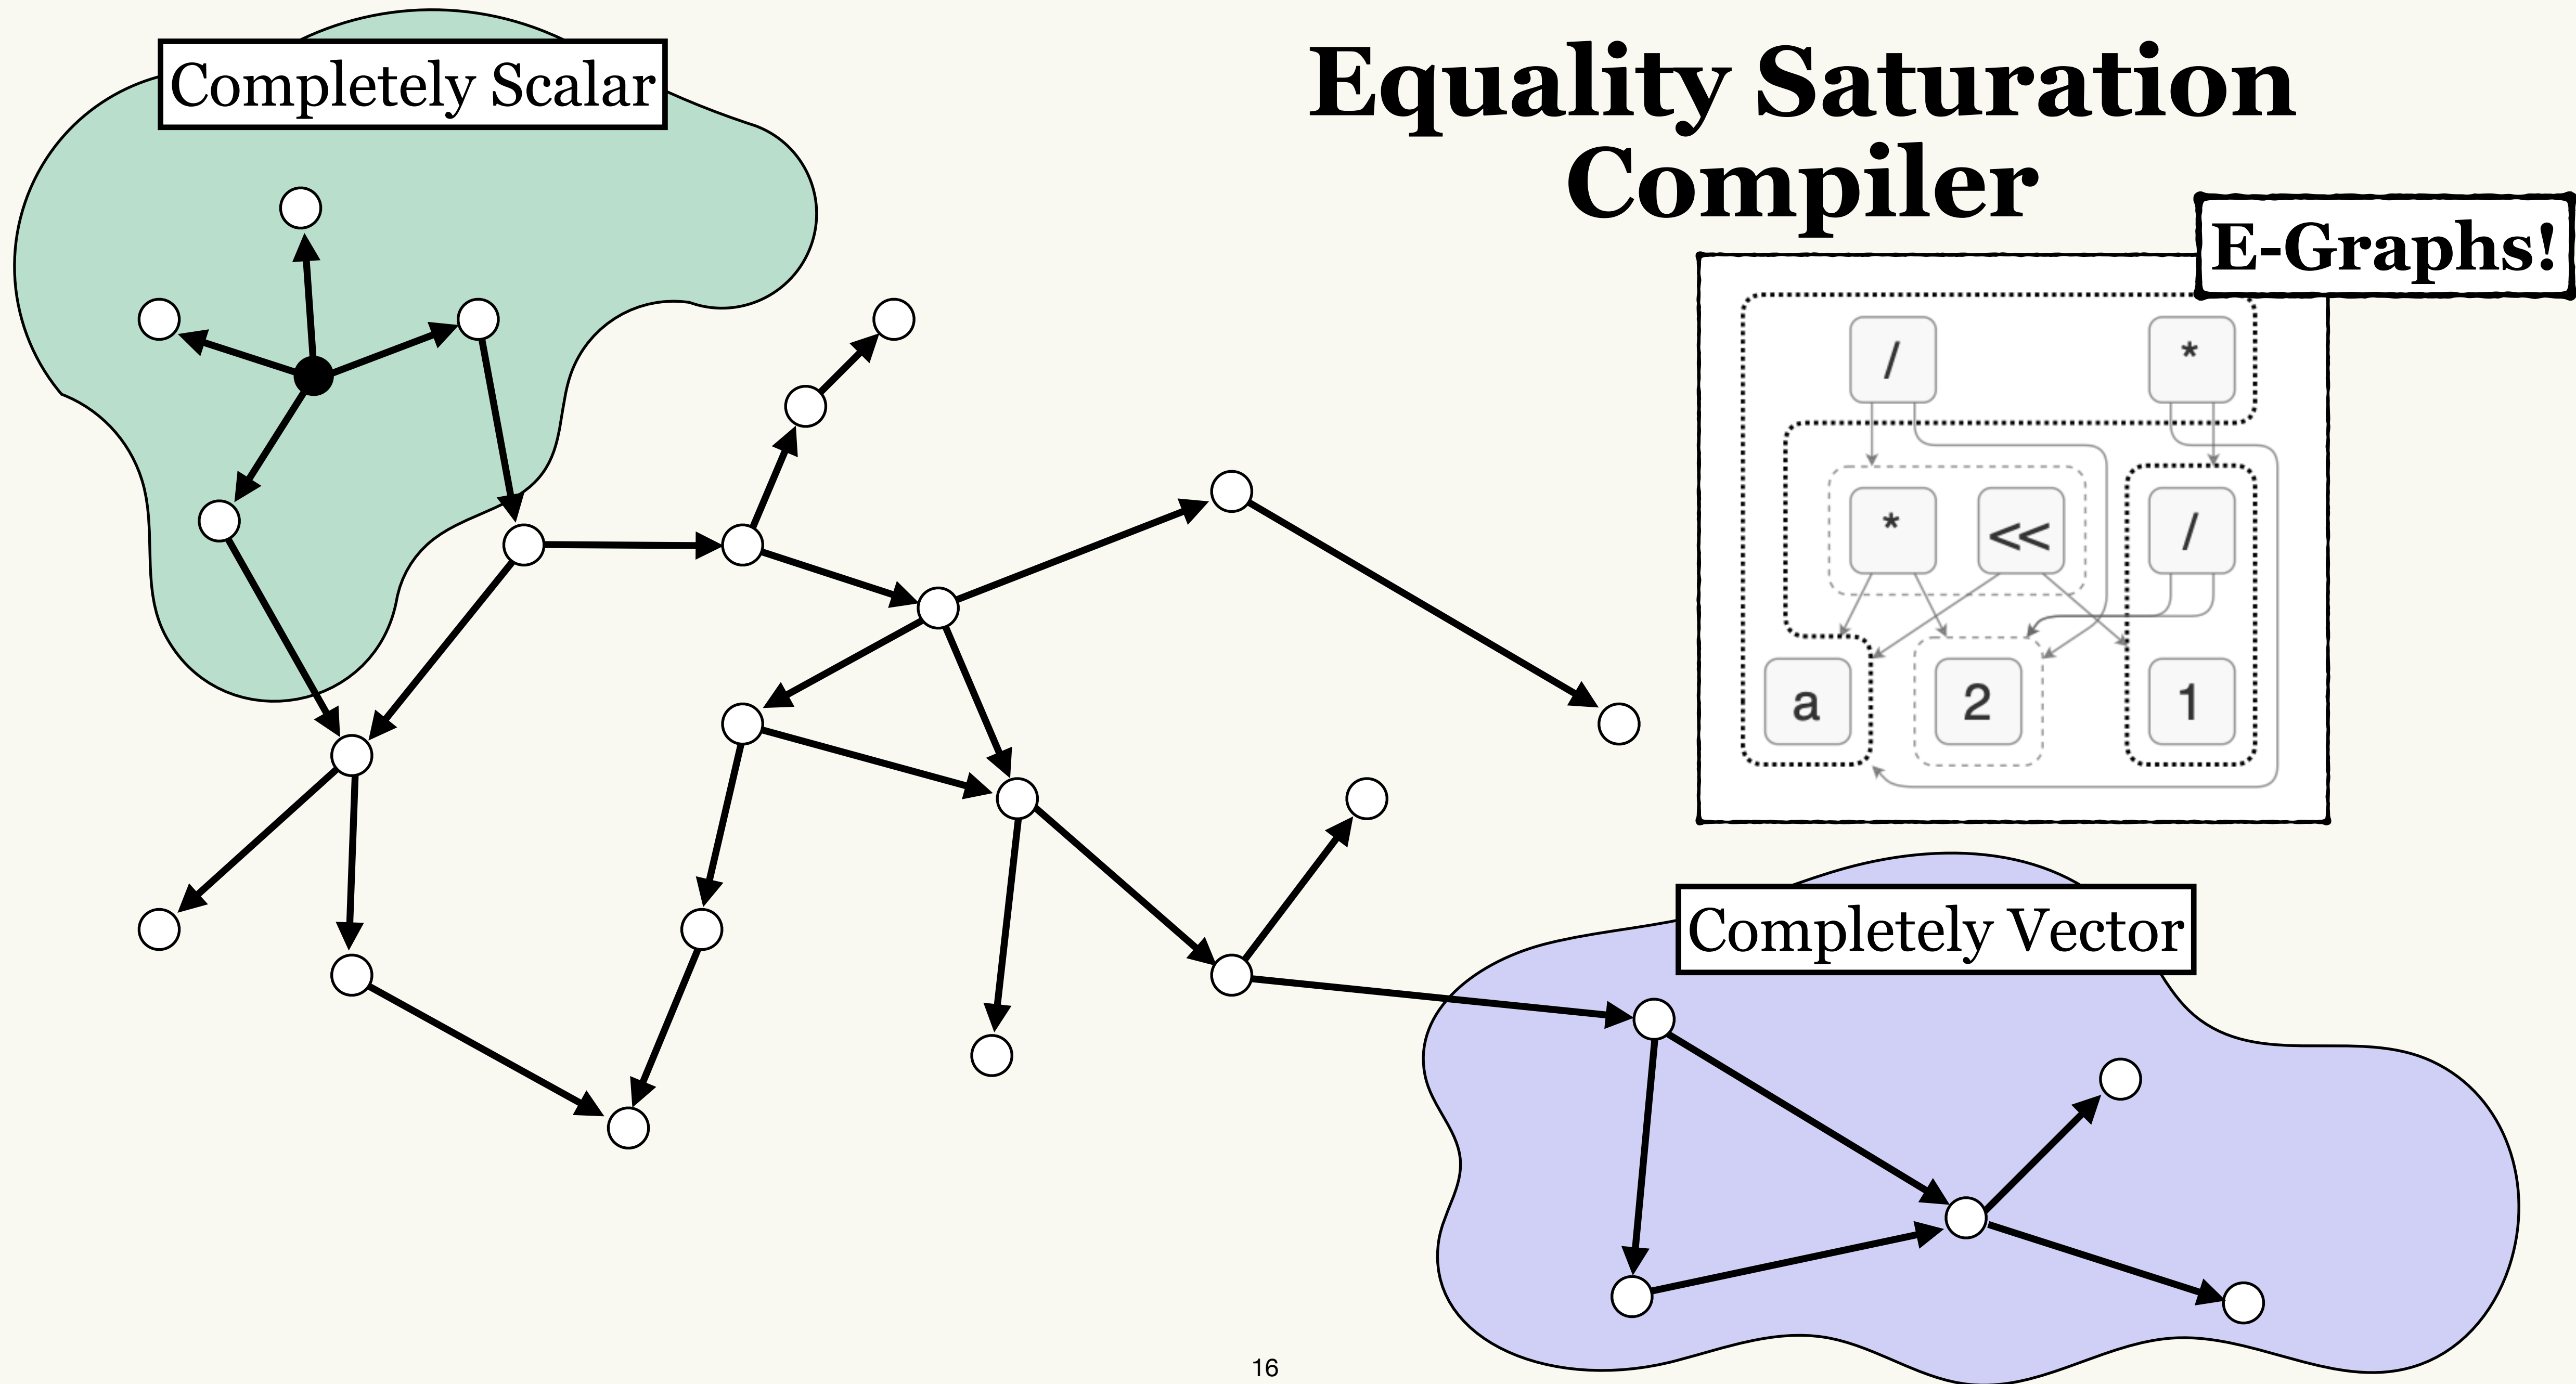 Completely Scalar
Equality Saturation
Compiler
E-Graphs!
/ *
* << /
a 2 1
Completely Vector
16